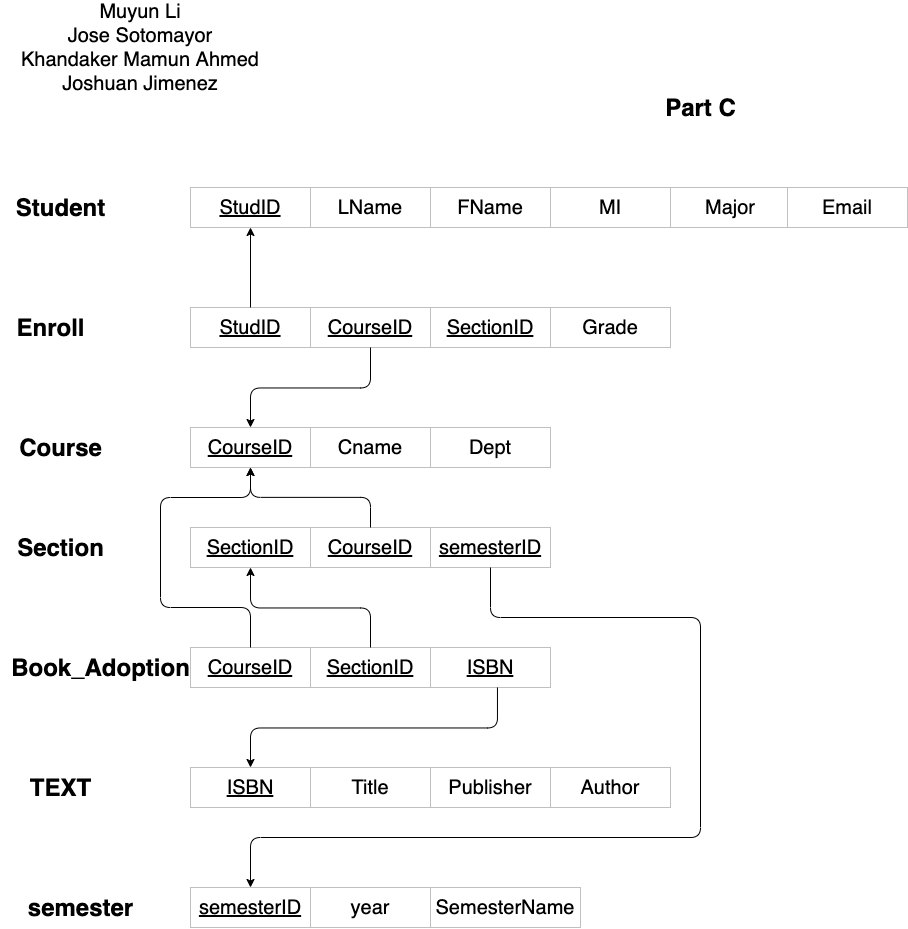 Muyun Li
Jose Sotomayor
Khandaker Mamun Ahmed
Joshuan Jimenez
Part C
Student StudID LName FName MI Major Email
Enroll StudID CourseID SectionID Grade
Course CourseID Cname Dept
Section SectionID CourseID semesterID
Book_Adoption CourseID SectionID ISBN
TEXT ISBN Title Publisher Author
semester semesterID year SemesterName